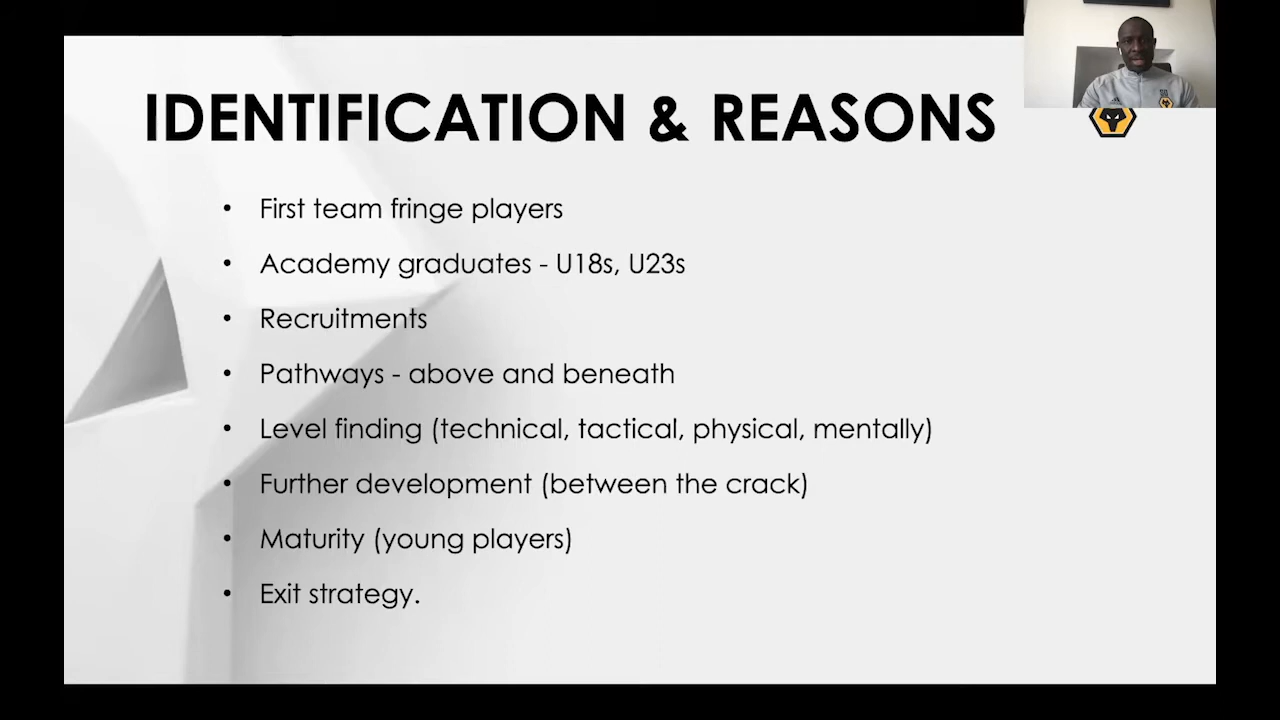 IDENTIFICATION & REASONS
• First team fringe players
• Academy graduates - U18s, U23s
• Recruitments
• Pathways - above and beneath
• Level finding (technical, tactical, physical, mentally)
• Further development (between the crack)
• Maturity (young players)
• Exit strategy.